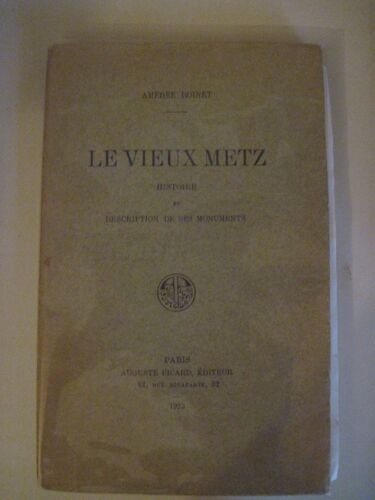 AMÉDÉE BOINET
LE VIEUX METZ
HISTOIRE
ET
DESCRIPTION DE SES MONUMENTS
PARIS
AUGUSTE PICARD, ÉDITEUR
82, RUE BONAPARTE, 82
1923